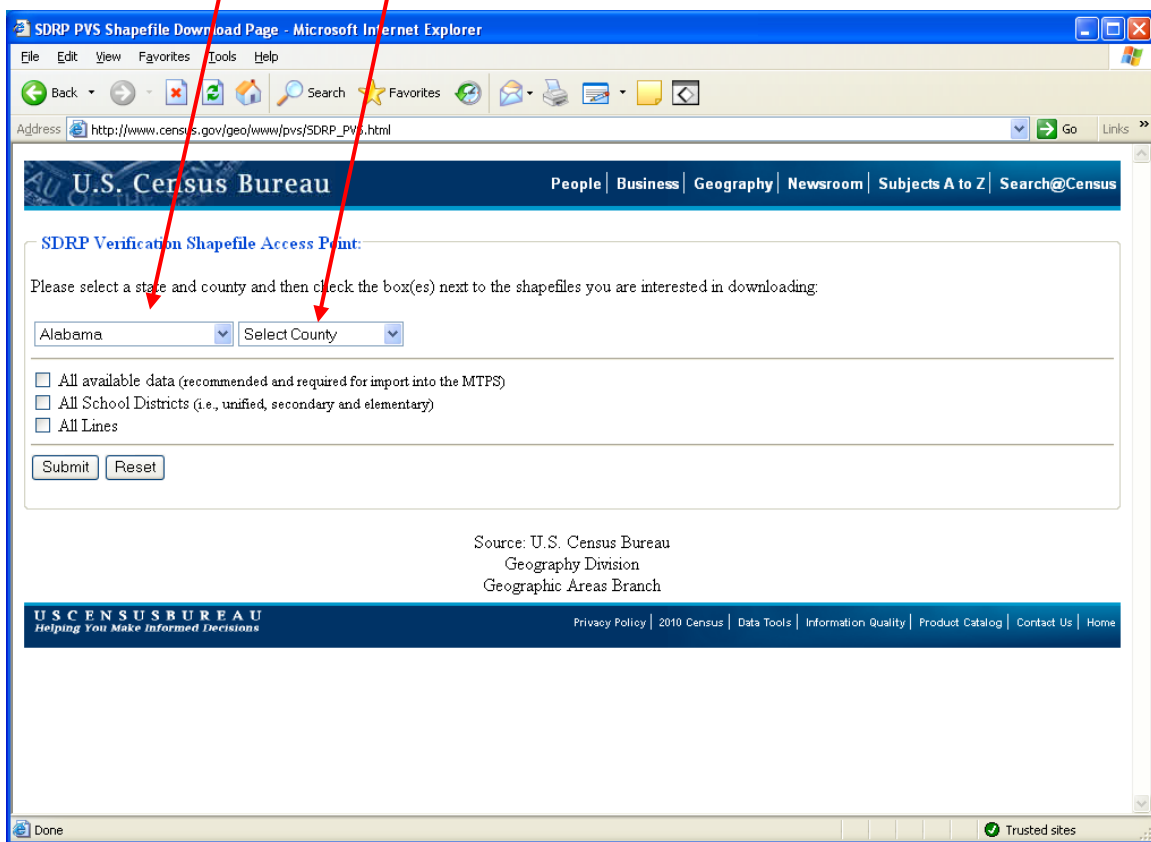 SDRP PVS Shapefile Download Page - Microsoft Internet Explorer
File Edit View Favorites Tools Help
Back Search Favorites
Address http://www.census.gov/geo/www/pvs/SDRP_PVS.html Go Links »
U.S. Census Bureau People | Business | Geography | Newsroom | Subjects A to Z | Search@Census
SDRP Verification Shapefile Access Point:
Please select a state and county and then check the box(es) next to the shapefiles you are interested in downloading:
Alabama Select County
All available data (recommended and required for import into the MTPS)
All School Districts (i.e., unified, secondary and elementary)
All Lines
Submit Reset
Source: U.S. Census Bureau
Geography Division
Geographic Areas Branch
USCENSUSBUREAU
Helping You Make Informed Decisions
Privacy Policy | 2010 Census | Data Tools | Information Quality | Product Catalog | Contact Us | Home
Done Trusted sites